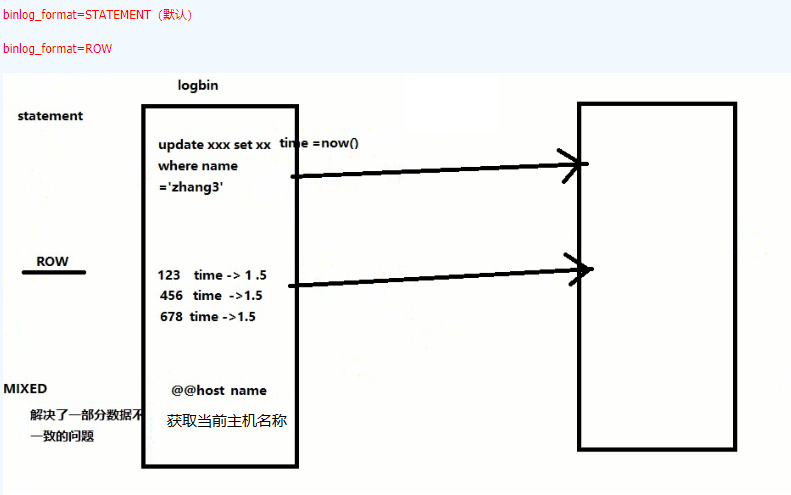 binlog_format=STATEMENT（默认）
binlog_format=ROW
logbin
statement
update xxx set xx time =now()
where name
='zhang3'
ROW
123 time -> 1 .5
456 time ->1.5
678 time ->1.5
MIXED
@@host name
解决了一部分数据不
一致的问题
获取当前主机名称